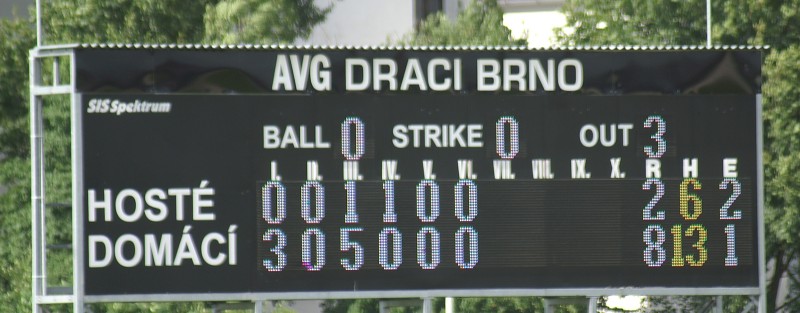 AVG DRACI BRNO
SIS Spektrum
BALL 0 STRIKE 0 OUT 3
I. II. III. IV. V. VI. VII. VIII. IX. X. R H E
HOSTÉ 0 0 1 1 0 0 2 6 2
DOMÁCÍ 3 0 5 0 0 0 8 13 1